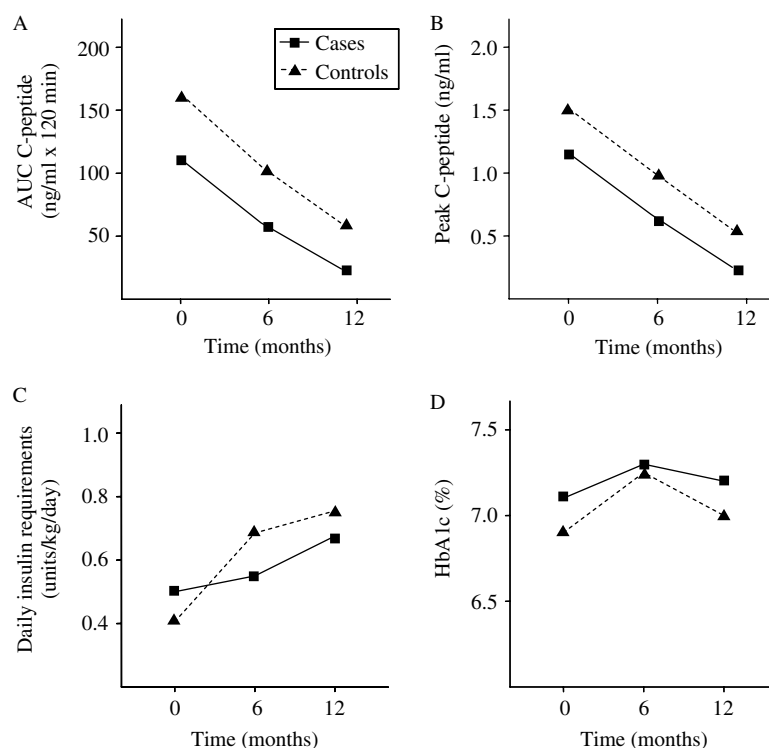 A
AUC C-peptide
(ng/ml x 120 min)
200
150
100
50
0
6
12
Time (months)
Cases
Controls
B
Peak C-peptide (ng/ml)
2.0
1.5
1.0
0.5
0
6
12
Time (months)
C
Daily insulin requirements
(units/kg/day)
1.0
0.8
0.6
0.4
0
6
12
Time (months)
D
HbA1c (%)
7.5
7.0
6.5
0
6
12
Time (months)